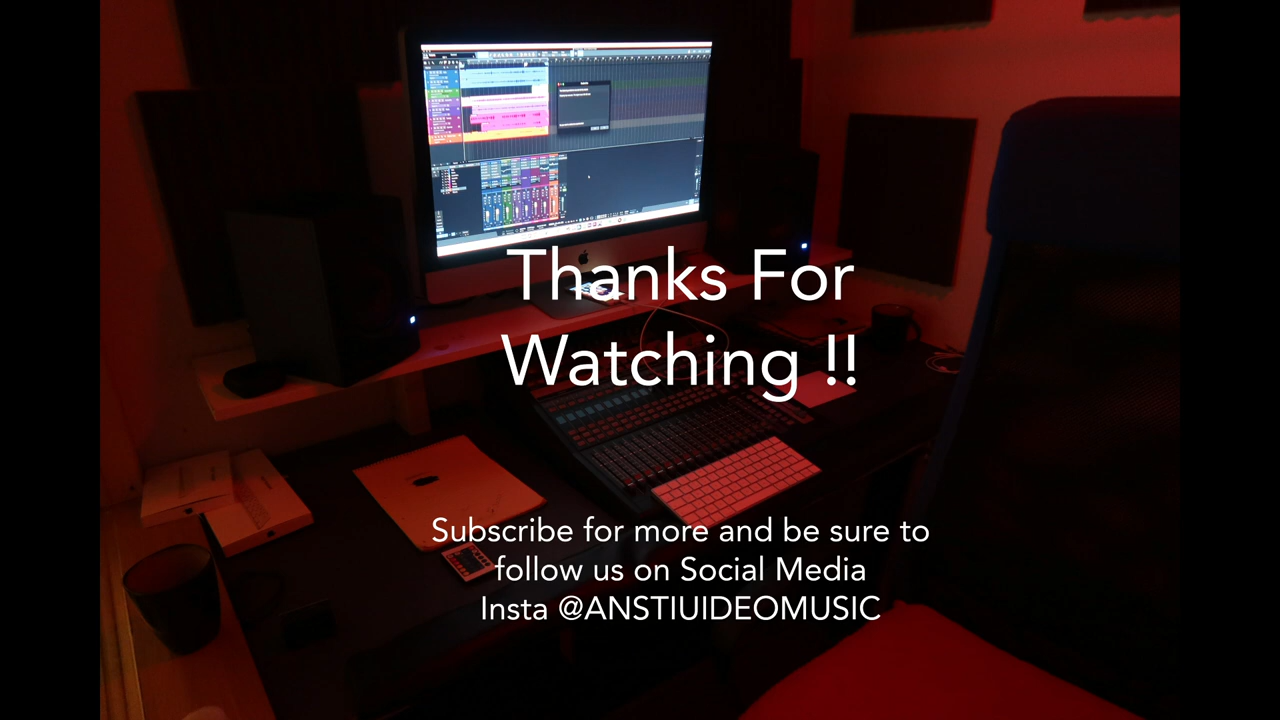 Thanks For
Watching !!
Subscribe for more and be sure to
follow us on Social Media
Insta @ANSTIUIDEOMUSIC